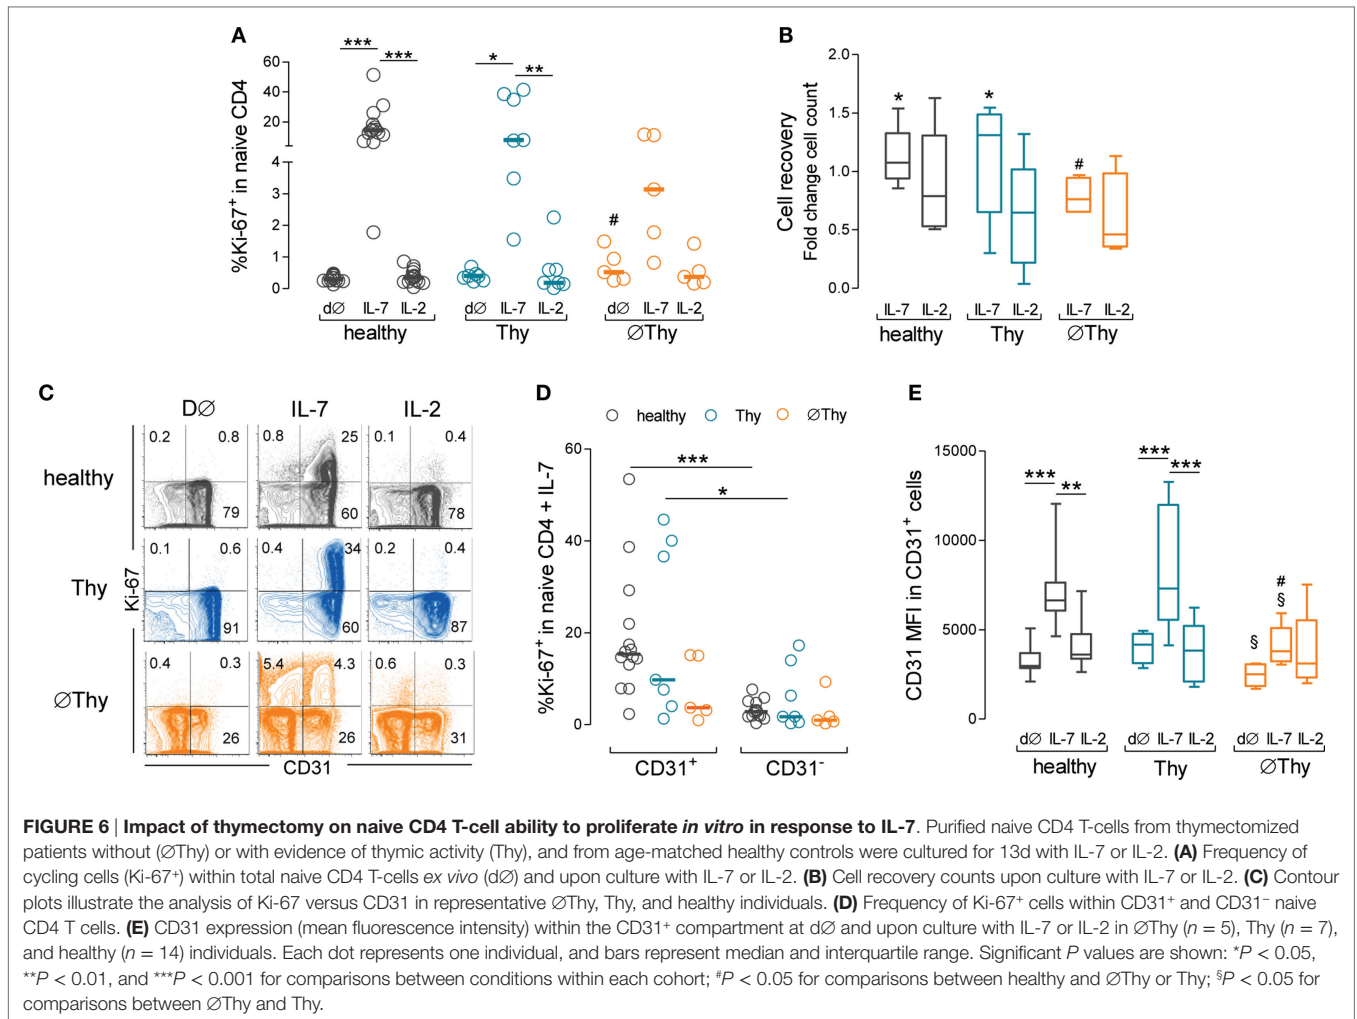 A
%Ki-67+ in naive CD4
60
40
20
4
3
2
1
0
*** ***
* **
#
dØ IL-7 IL-2 dØ IL-7 IL-2 dØ IL-7 IL-2
healthy Thy ØThy
B
Cell recovery
Fold change cell count
2.0
1.5
1.0
0.5
0.0
* * #
IL-7 IL-2 IL-7 IL-2 IL-7 IL-2
healthy Thy ØThy
C
DØ IL-7 IL-2
healthy
0.2 0.8 0.8 25 0.1 0.4
79 60 78
Thy
0.1 0.6 0.4 34 0.2 0.4
91 60 87
ØThy
0.4 0.3 5.4 4.3 0.6 0.3
26 26 31
Ki-67
CD31
D
healthy Thy ØThy
%Ki-67+ in naive CD4 + IL-7
60
40
20
0
***
*
CD31+ CD31-
E
CD31 MFI in CD31+ cells
15000
10000
5000
0
*** **
*** ***
§ # §
dØ IL-7 IL-2 dØ IL-7 IL-2 dØ IL-7 IL-2
healthy Thy ØThy
FIGURE 6 | Impact of thymectomy on naive CD4 T-cell ability to proliferate in vitro in response to IL-7. Purified naive CD4 T-cells from thymectomized
patients without (ØThy) or with evidence of thymic activity (Thy), and from age-matched healthy controls were cultured for 13d with IL-7 or IL-2. (A) Frequency of
cycling cells (Ki-67+) within total naive CD4 T-cells ex vivo (dØ) and upon culture with IL-7 or IL-2. (B) Cell recovery counts upon culture with IL-7 or IL-2. (C) Contour
plots illustrate the analysis of Ki-67 versus CD31 in representative ØThy, Thy, and healthy individuals. (D) Frequency of Ki-67+ cells within CD31+ and CD31− naive
CD4 T cells. (E) CD31 expression (mean fluorescence intensity) within the CD31+ compartment at dØ and upon culture with IL-7 or IL-2 in ØThy (n = 5), Thy (n = 7),
and healthy (n = 14) individuals. Each dot represents one individual, and bars represent median and interquartile range. Significant P values are shown: *P < 0.05,
**P < 0.01, and ***P < 0.001 for comparisons between conditions within each cohort; #P < 0.05 for comparisons between healthy and ØThy or Thy; §P < 0.05 for
comparisons between ØThy and Thy.